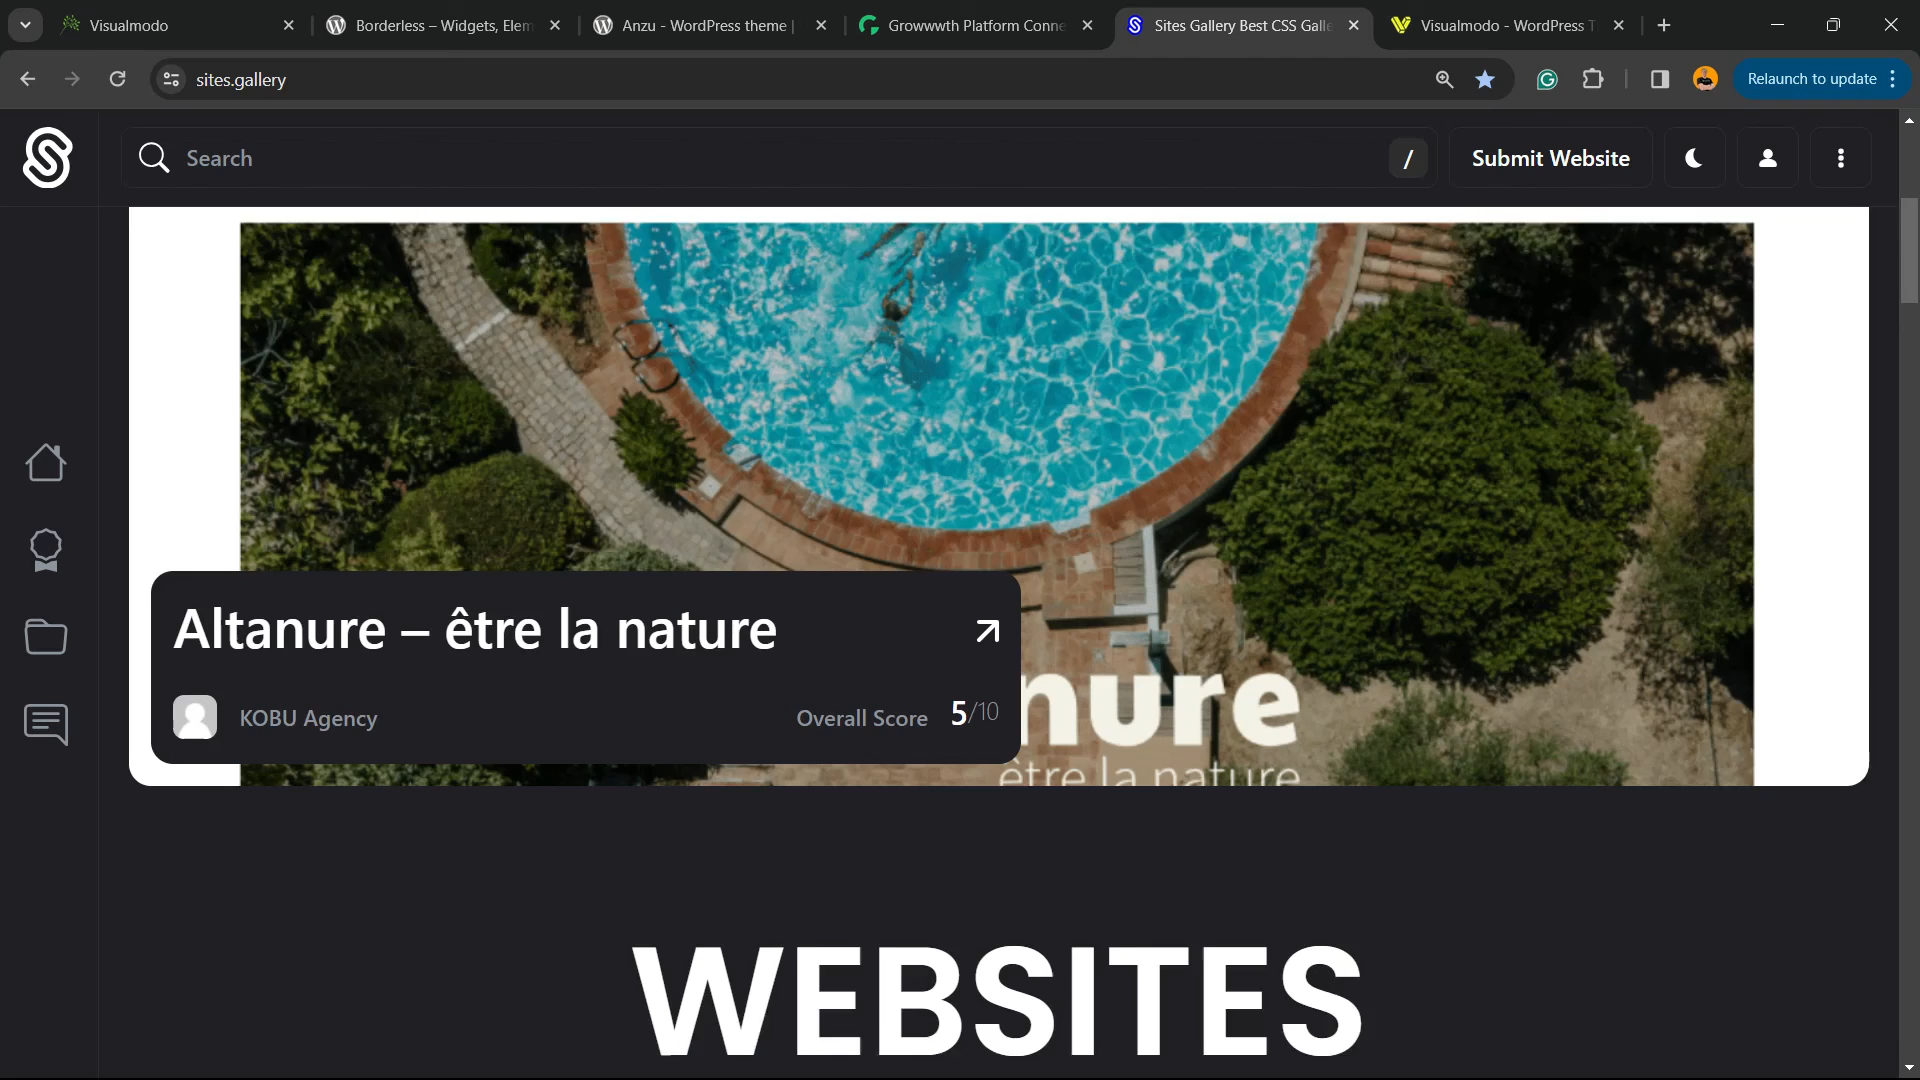 Visualmodo
Borderless – Widgets, Elem
Anzu - WordPress theme |
Growwwth Platform Conne
Sites Gallery Best CSS Galle
Visualmodo - WordPress T
sites.gallery
Relaunch to update
Search
/
Submit Website
Altanure – être la nature
KOBU Agency
Overall Score 5/10
nure
être la nature
WEBSITES